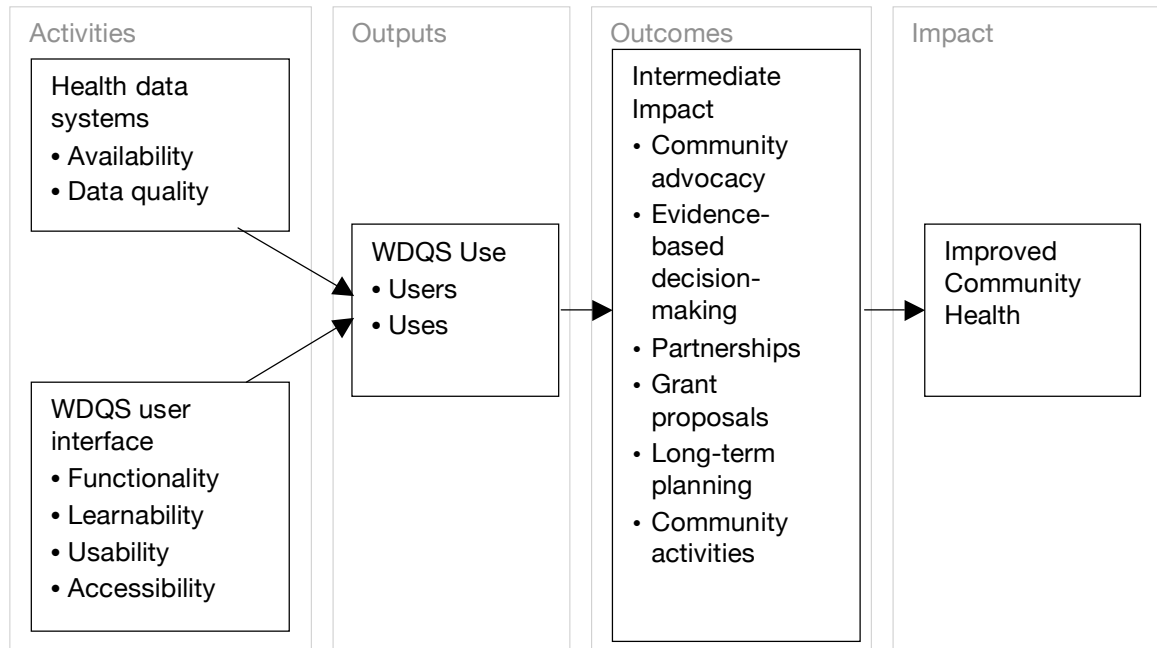 Activities
Health data
systems
• Availability
• Data quality
WDQS user
interface
• Functionality
• Learnability
• Usability
• Accessibility
Outputs
WDQS Use
• Users
• Uses
Outcomes
Intermediate
Impact
• Community
advocacy
• Evidence-
based
decision-
making
• Partnerships
• Grant
proposals
• Long-term
planning
• Community
activities
Impact
Improved
Community
Health